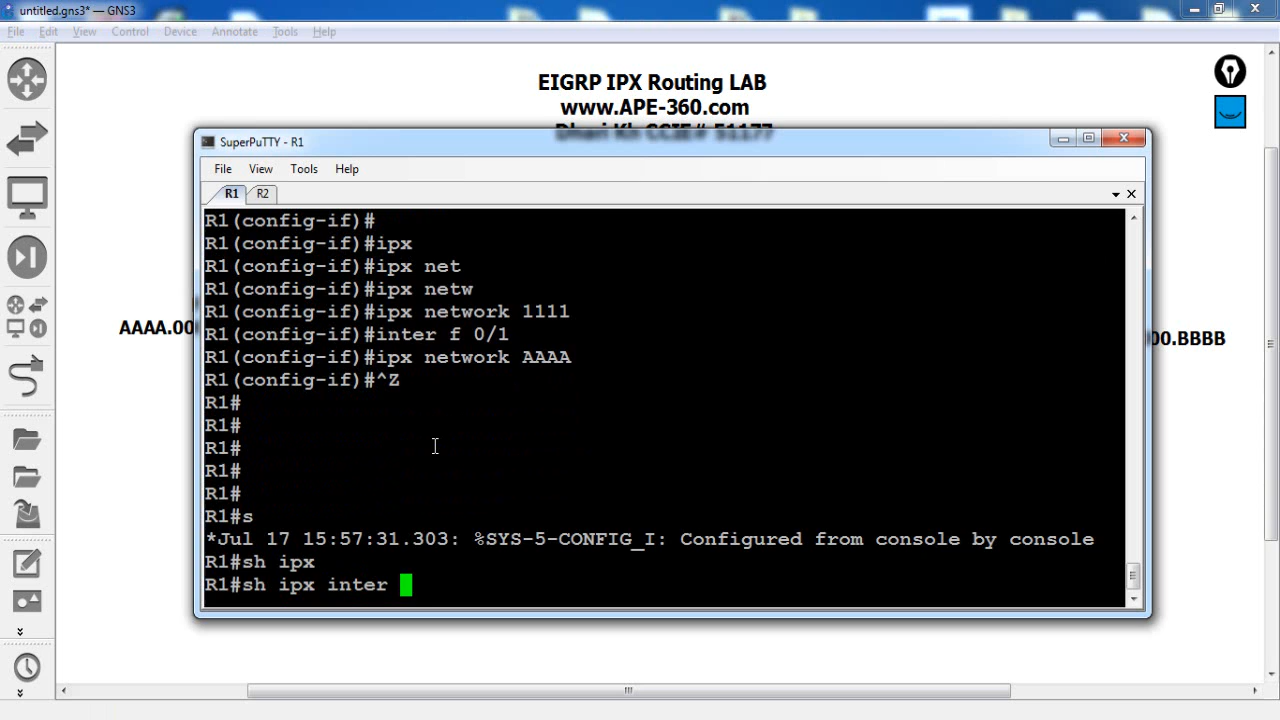 untitled.gns3* — GNS3
File Edit View Control Device Annotate Tools Help
EIGRP IPX Routing LAB
www.APE-360.com
Dhari Kh CCIE# 51177
SuperPuTTY - R1
File View Tools Help
R1 R2
R1(config-if)#
R1(config-if)#ipx
R1(config-if)#ipx net
R1(config-if)#ipx netw
R1(config-if)#ipx network 1111
R1(config-if)#inter f 0/1
R1(config-if)#ipx network AAAA
R1(config-if)#^Z
R1#
R1#
R1#
R1#
R1#
R1#s
*Jul 17 15:57:31.303: %SYS-5-CONFIG_I: Configured from console by console
R1#sh ipx
R1#sh ipx inter
AAAA.00
00.BBBB